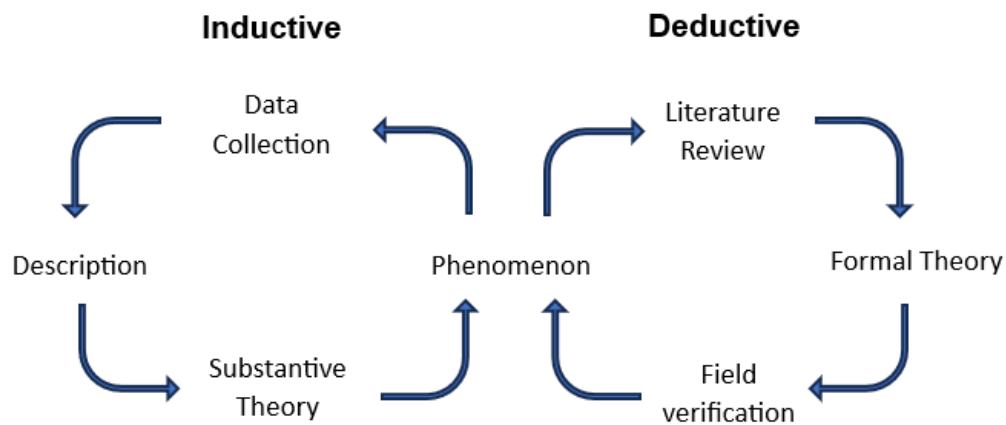 Inductive
Deductive
Data
Collection
Literature
Review
Description
Phenomenon
Formal Theory
Substantive
Theory
Field
verification